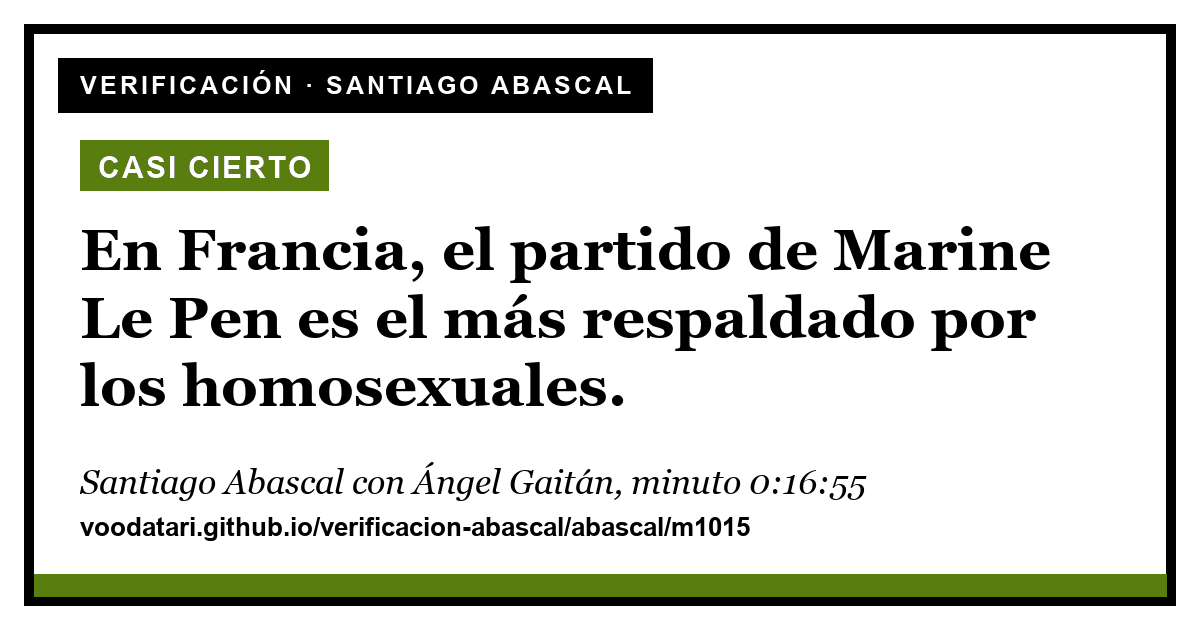 VERIFICACIÓN · SANTIAGO ABASCAL
CASI CIERTO
En Francia, el partido de Marine
Le Pen es el más respaldado por
los homosexuales.
Santiago Abascal con Ángel Gaitán, minuto 0:16:55
voodatari.github.io/verificacion-abascal/abascal/m1015